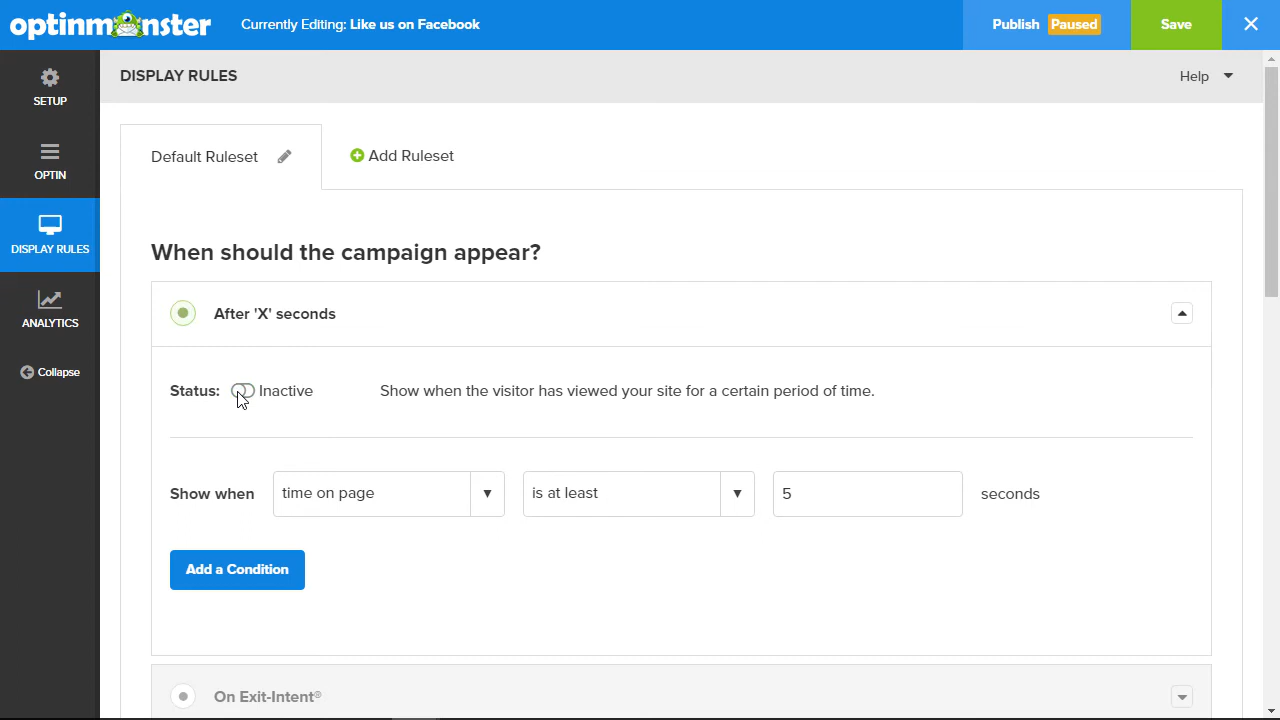 optinmonster
Currently Editing: Like us on Facebook
Publish Paused
Save
SETUP
OPTIN
DISPLAY RULES
ANALYTICS
Collapse
DISPLAY RULES
Help
Default Ruleset
Add Ruleset
When should the campaign appear?
After 'X' seconds
Status: Inactive Show when the visitor has viewed your site for a certain period of time.
Show when time on page is at least 5 seconds
Add a Condition
On Exit-Intent®